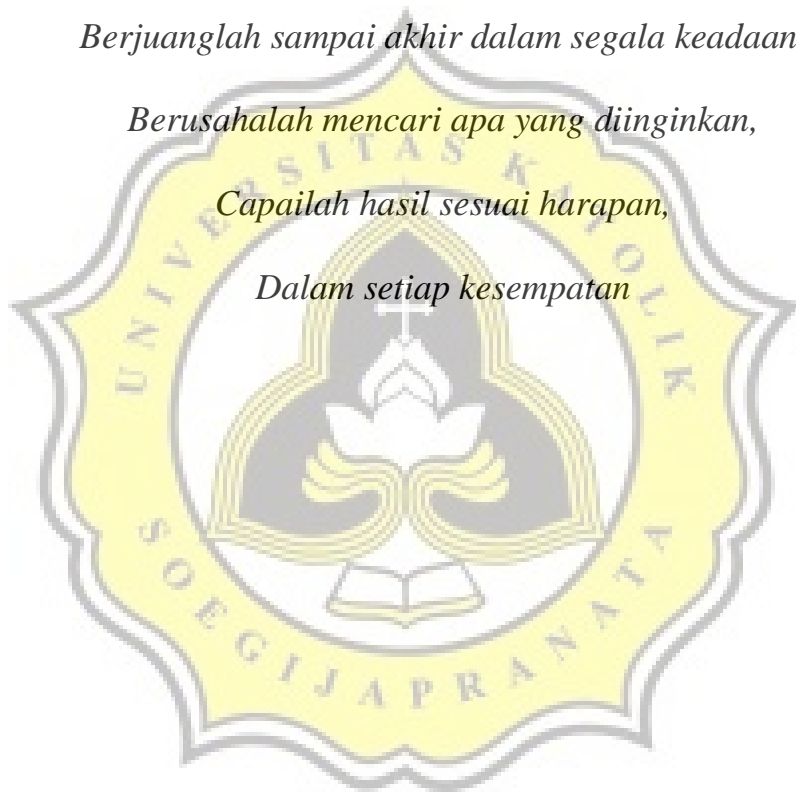 Berjuanglah sampai akhir dalam segala keadaan
Berusahalah mencari apa yang diinginkan,
Capailah hasil sesuai harapan,
Dalam setiap kesempatan
UNIVERSITAS KATOLIK
SOEGIJAPRANATA